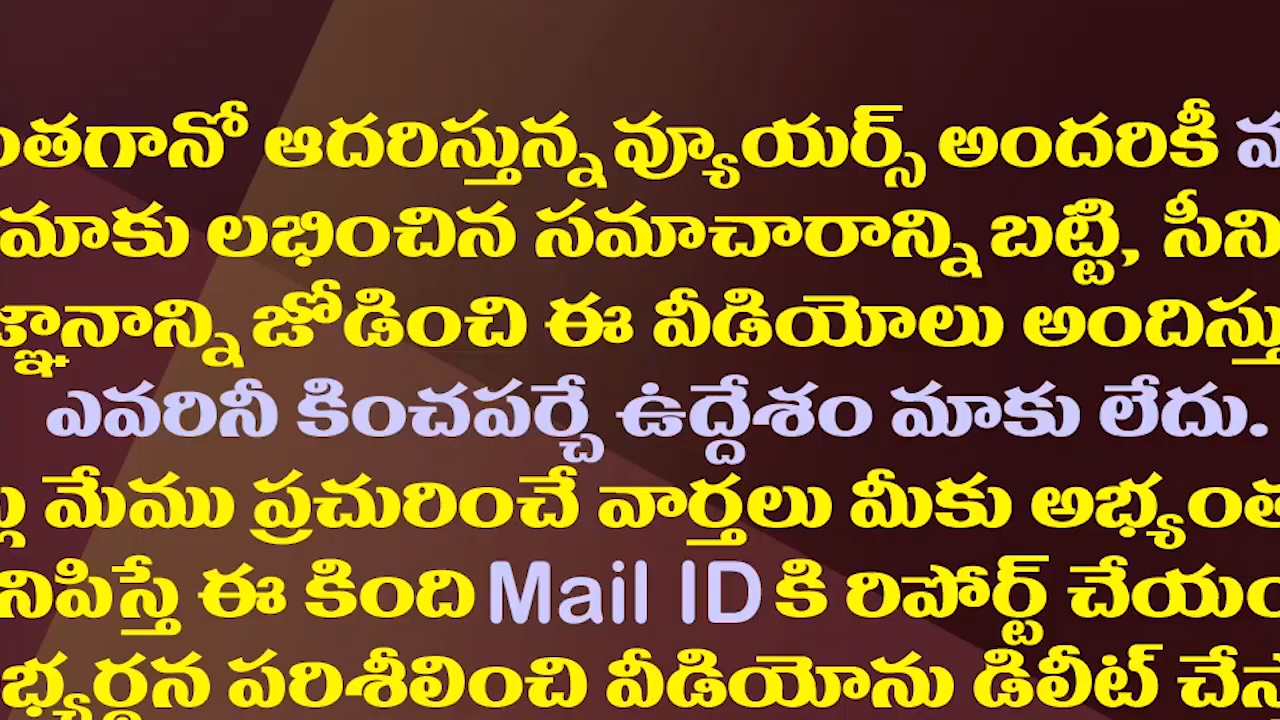 ంతగానో ఆదరిస్తున్న వ్యూయర్స్ అందరికీ
మాకు లభించిన సమాచారాన్ని బట్టి, సీని
జ్ఞానాన్ని జోడించి ఈ వీడియోలు అందిస్తు
ఎవరినీ కించపర్చే ఉద్దేశం మాకు లేదు.
మేము ప్రచురించే వార్తలు మీకు అభ్యంత
నిపిస్తే ఈ కింది Mail ID కి రిపోర్ట్ చేయం
భ్యర్థన పరిశీలించి వీడియోను డిలీట్ చేస